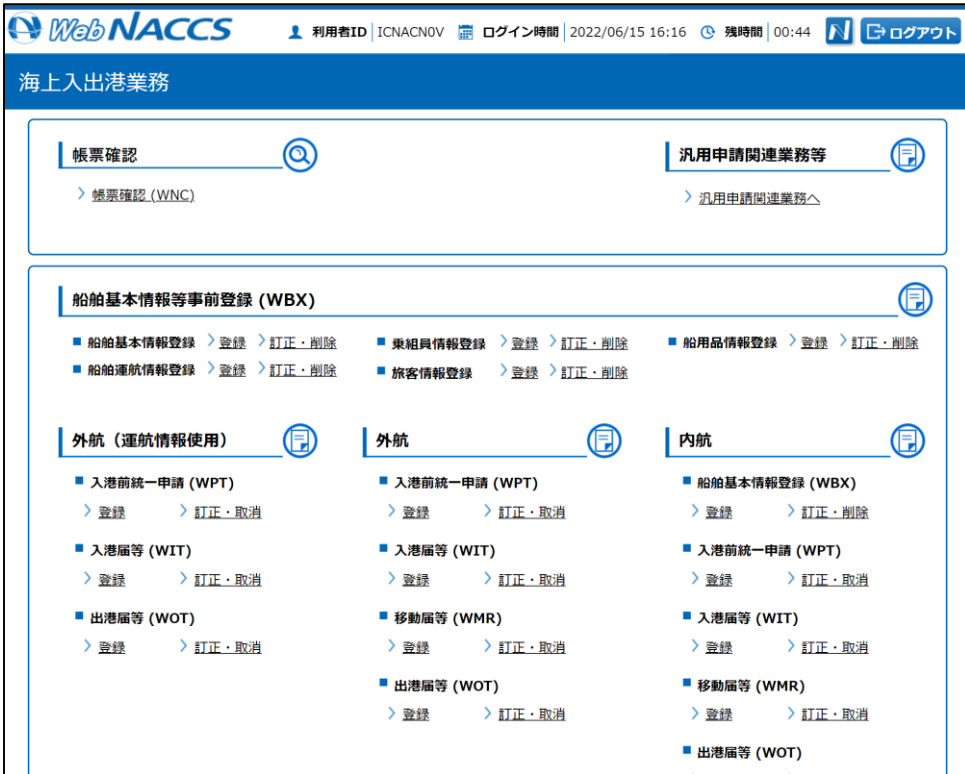 Web NACCS 利用者ID ICNACN0V ログイン時間 2022/06/15 16:16 残時間 00:44 N ログアウト
海上入出港業務
帳票確認
帳票確認 (WNC)
汎用申請関連業務等
汎用申請関連業務へ
船舶基本情報等事前登録 (WBX)
船舶基本情報登録 登録 訂正・削除 乗組員情報登録 登録 訂正・削除 船用品情報登録 登録 訂正・削除
船舶運航情報登録 登録 訂正・削除 旅客情報登録 登録 訂正・削除
外航（運航情報使用）
入港前統一申請 (WPT)
登録 訂正・取消
入港届等 (WIT)
登録 訂正・取消
出港届等 (WOT)
登録 訂正・取消
外航
入港前統一申請 (WPT)
登録 訂正・取消
入港届等 (WIT)
登録 訂正・取消
移動届等 (WMR)
登録 訂正・取消
出港届等 (WOT)
登録 訂正・取消
内航
船舶基本情報登録 (WBX)
登録 訂正・削除
入港前統一申請 (WPT)
登録 訂正・取消
入港届等 (WIT)
登録 訂正・取消
移動届等 (WMR)
登録 訂正・取消
出港届等 (WOT)